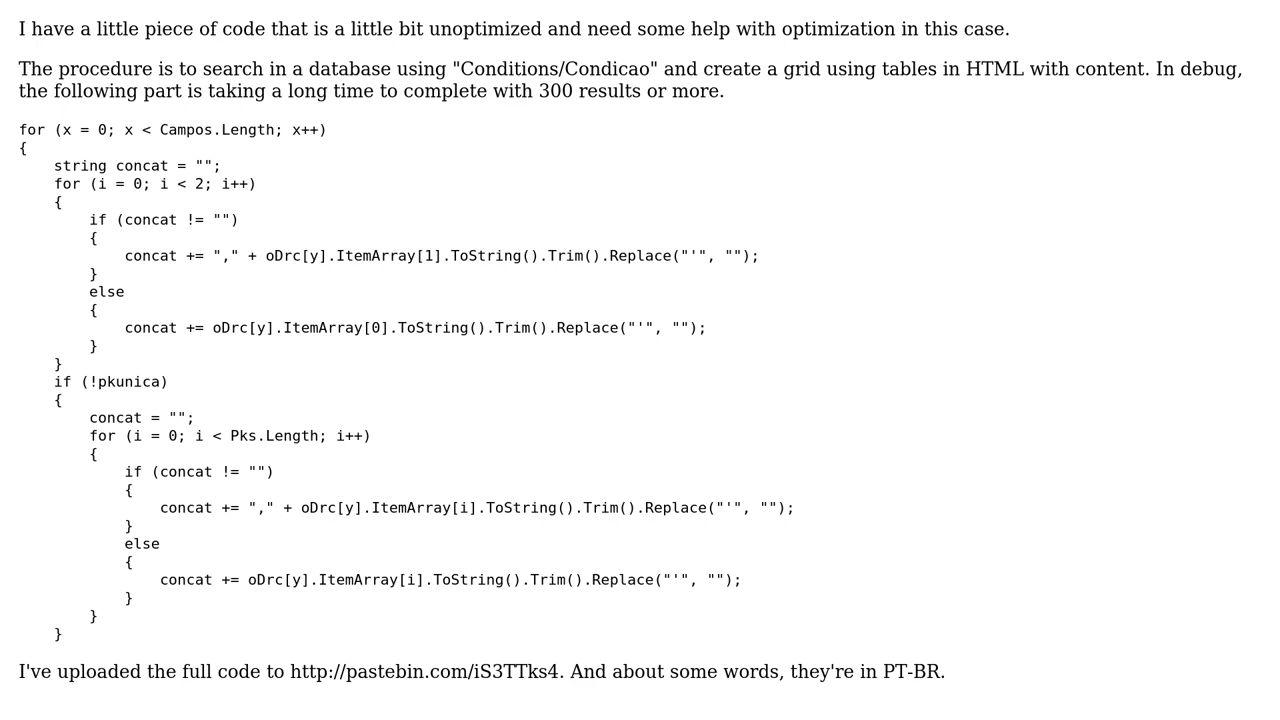 I have a little piece of code that is a little bit unoptimized and need some help with optimization in this case.
The procedure is to search in a database using "Conditions/Condicao" and create a grid using tables in HTML with content. In debug,
the following part is taking a long time to complete with 300 results or more.
for (x = 0; x < Campos.Length; x++)
{
    string concat = "";
    for (i = 0; i < 2; i++)
    {
        if (concat != "")
        {
            concat += "," + oDrc[y].ItemArray[1].ToString().Trim().Replace("'", "");
        }
        else
        {
            concat += oDrc[y].ItemArray[0].ToString().Trim().Replace("'", "");
        }
    }
    if (!pkunica)
    {
        concat = "";
        for (i = 0; i < Pks.Length; i++)
        {
            if (concat != "")
            {
                concat += "," + oDrc[y].ItemArray[i].ToString().Trim().Replace("'", "");
            }
            else
            {
                concat += oDrc[y].ItemArray[i].ToString().Trim().Replace("'", "");
            }
        }
    }
I've uploaded the full code to http://pastebin.com/iS3TTks4. And about some words, they're in PT-BR.